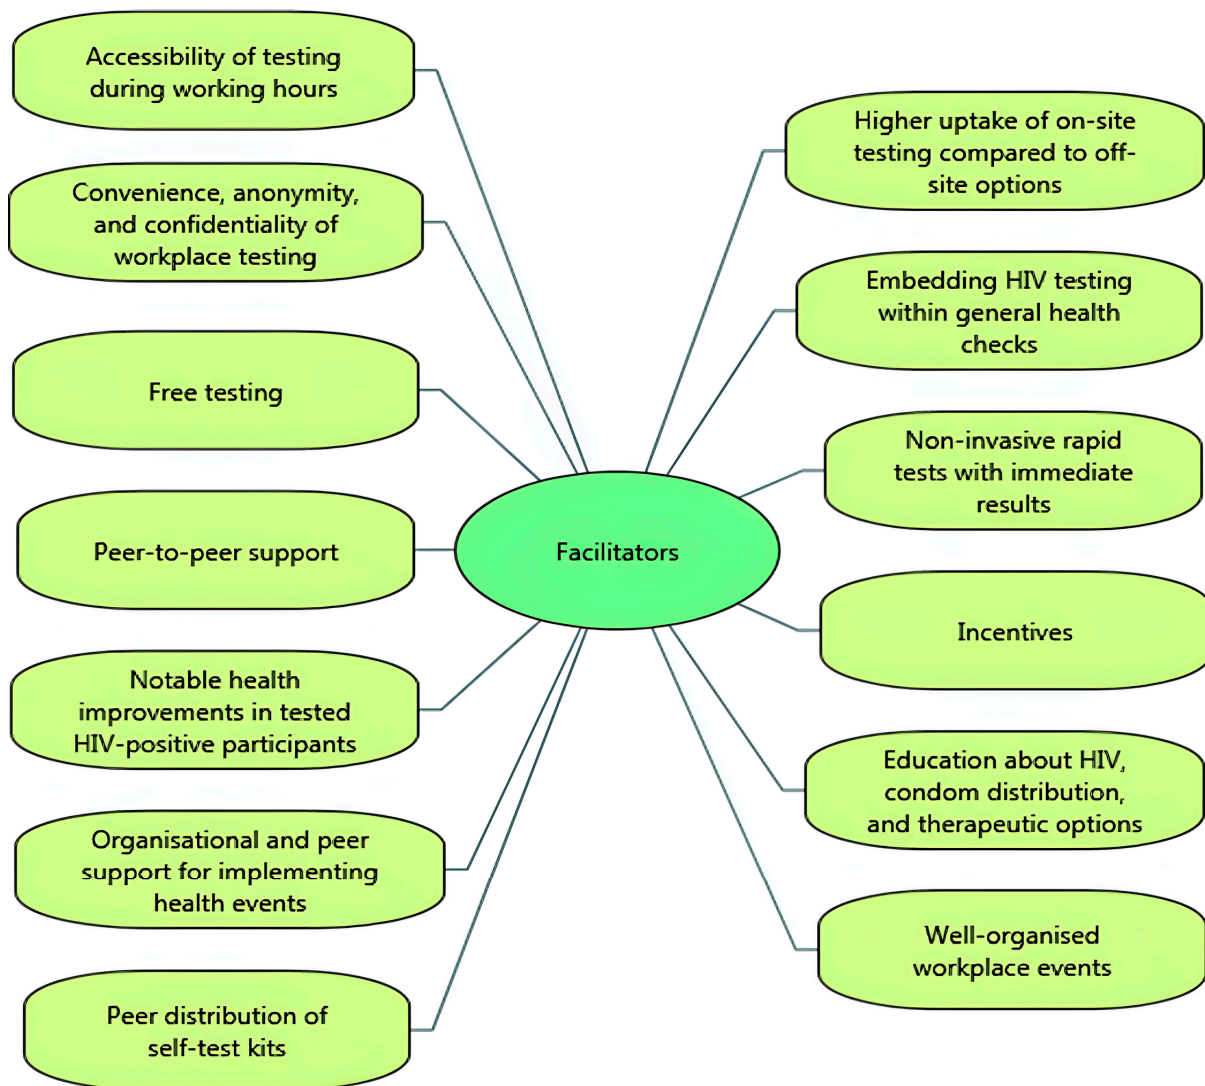 Accessibility of testing
during working hours
Convenience, anonymity,
and confidentiality of
workplace testing
Free testing
Peer-to-peer support
Notable health
improvements in tested
HIV-positive participants
Organisational and peer
support for implementing
health events
Peer distribution of
self-test kits
Facilitators
Higher uptake of on-site
testing compared to off-
site options
Embedding HIV testing
within general health
checks
Non-invasive rapid
tests with immediate
results
Incentives
Education about HIV,
condom distribution,
and therapeutic options
Well-organised
workplace events